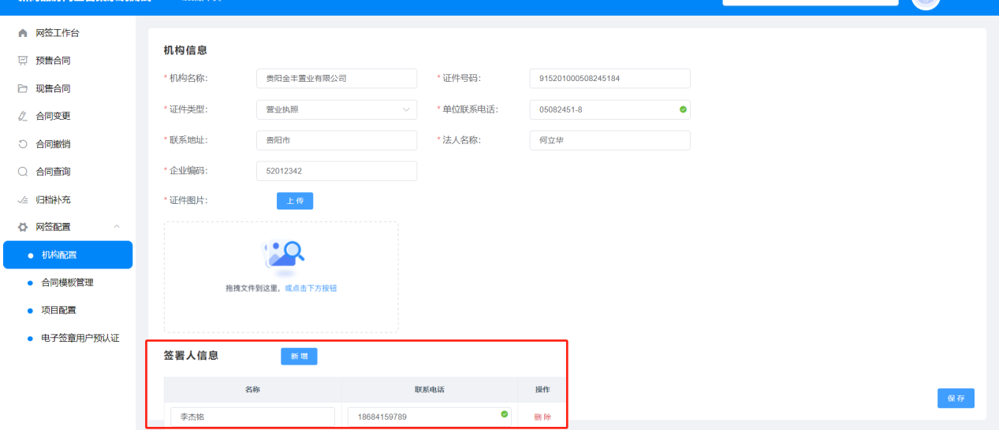 网签工作台
预售合同
现售合同
合同变更
合同撤销
合同查询
归档补充
网签配置
机构配置
合同模板管理
项目配置
电子签章用户预认证
机构信息
*机构名称: 贵阳金丰置业有限公司 *证件号码: 915201000508245184
*证件类型: 营业执照 *单位联系电话: 05082451-8
*联系地址: 贵阳市 *法人名称: 何立华
*企业编码: 52012342
*证件图片: 上传
拖拽文件到这里，或点击下方按钮
签署人信息 新增
名称 联系电话 操作
李杰铭 18684159789 删除
保存